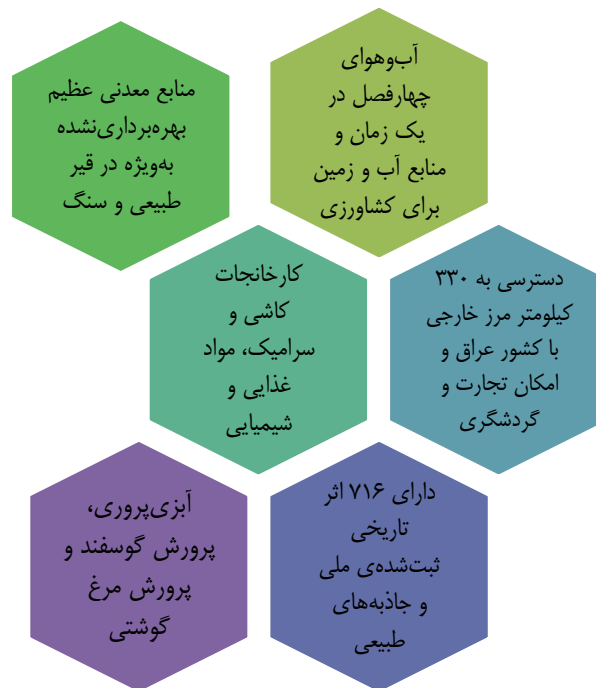 آب‌وهوای
چهارفصل در
یک زمان و
منابع آب و زمین
برای کشاورزی
منابع معدنی عظیم
بهره‌برداری‌نشده
به‌ویژه در قیر
طبیعی و سنگ
دسترسی به ۳۳۰
کیلومتر مرز خارجی
با کشور عراق و
امکان تجارت و
گردشگری
کارخانجات
کاشی و
سرامیک، مواد
غذایی و
شیمیایی
دارای ۷۱۶ اثر
تاریخی
ثبت‌شده‌ی ملی
و جاذبه‌های
طبیعی
آبزی‌پروری،
پرورش گوسفند و
پرورش مرغ
گوشتی